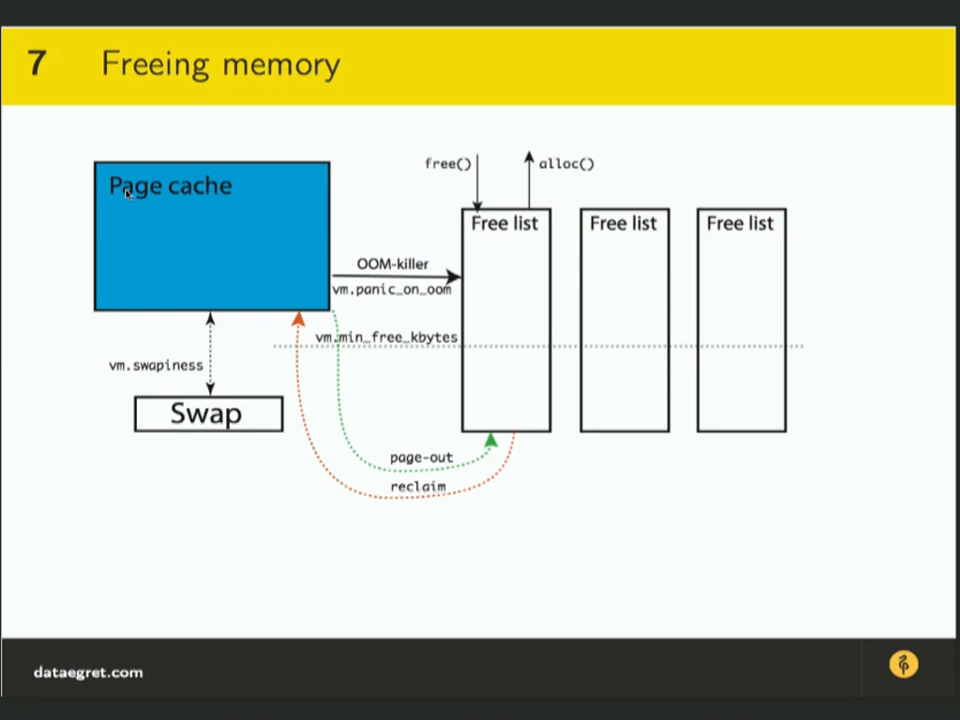 7 Freeing memory
Page cache
free()
alloc()
Free list
Free list
Free list
OOM-killer
vm.panic_on_oom
vm.min_free_kbytes
vm.swapiness
Swap
page-out
reclaim
dataegret.com